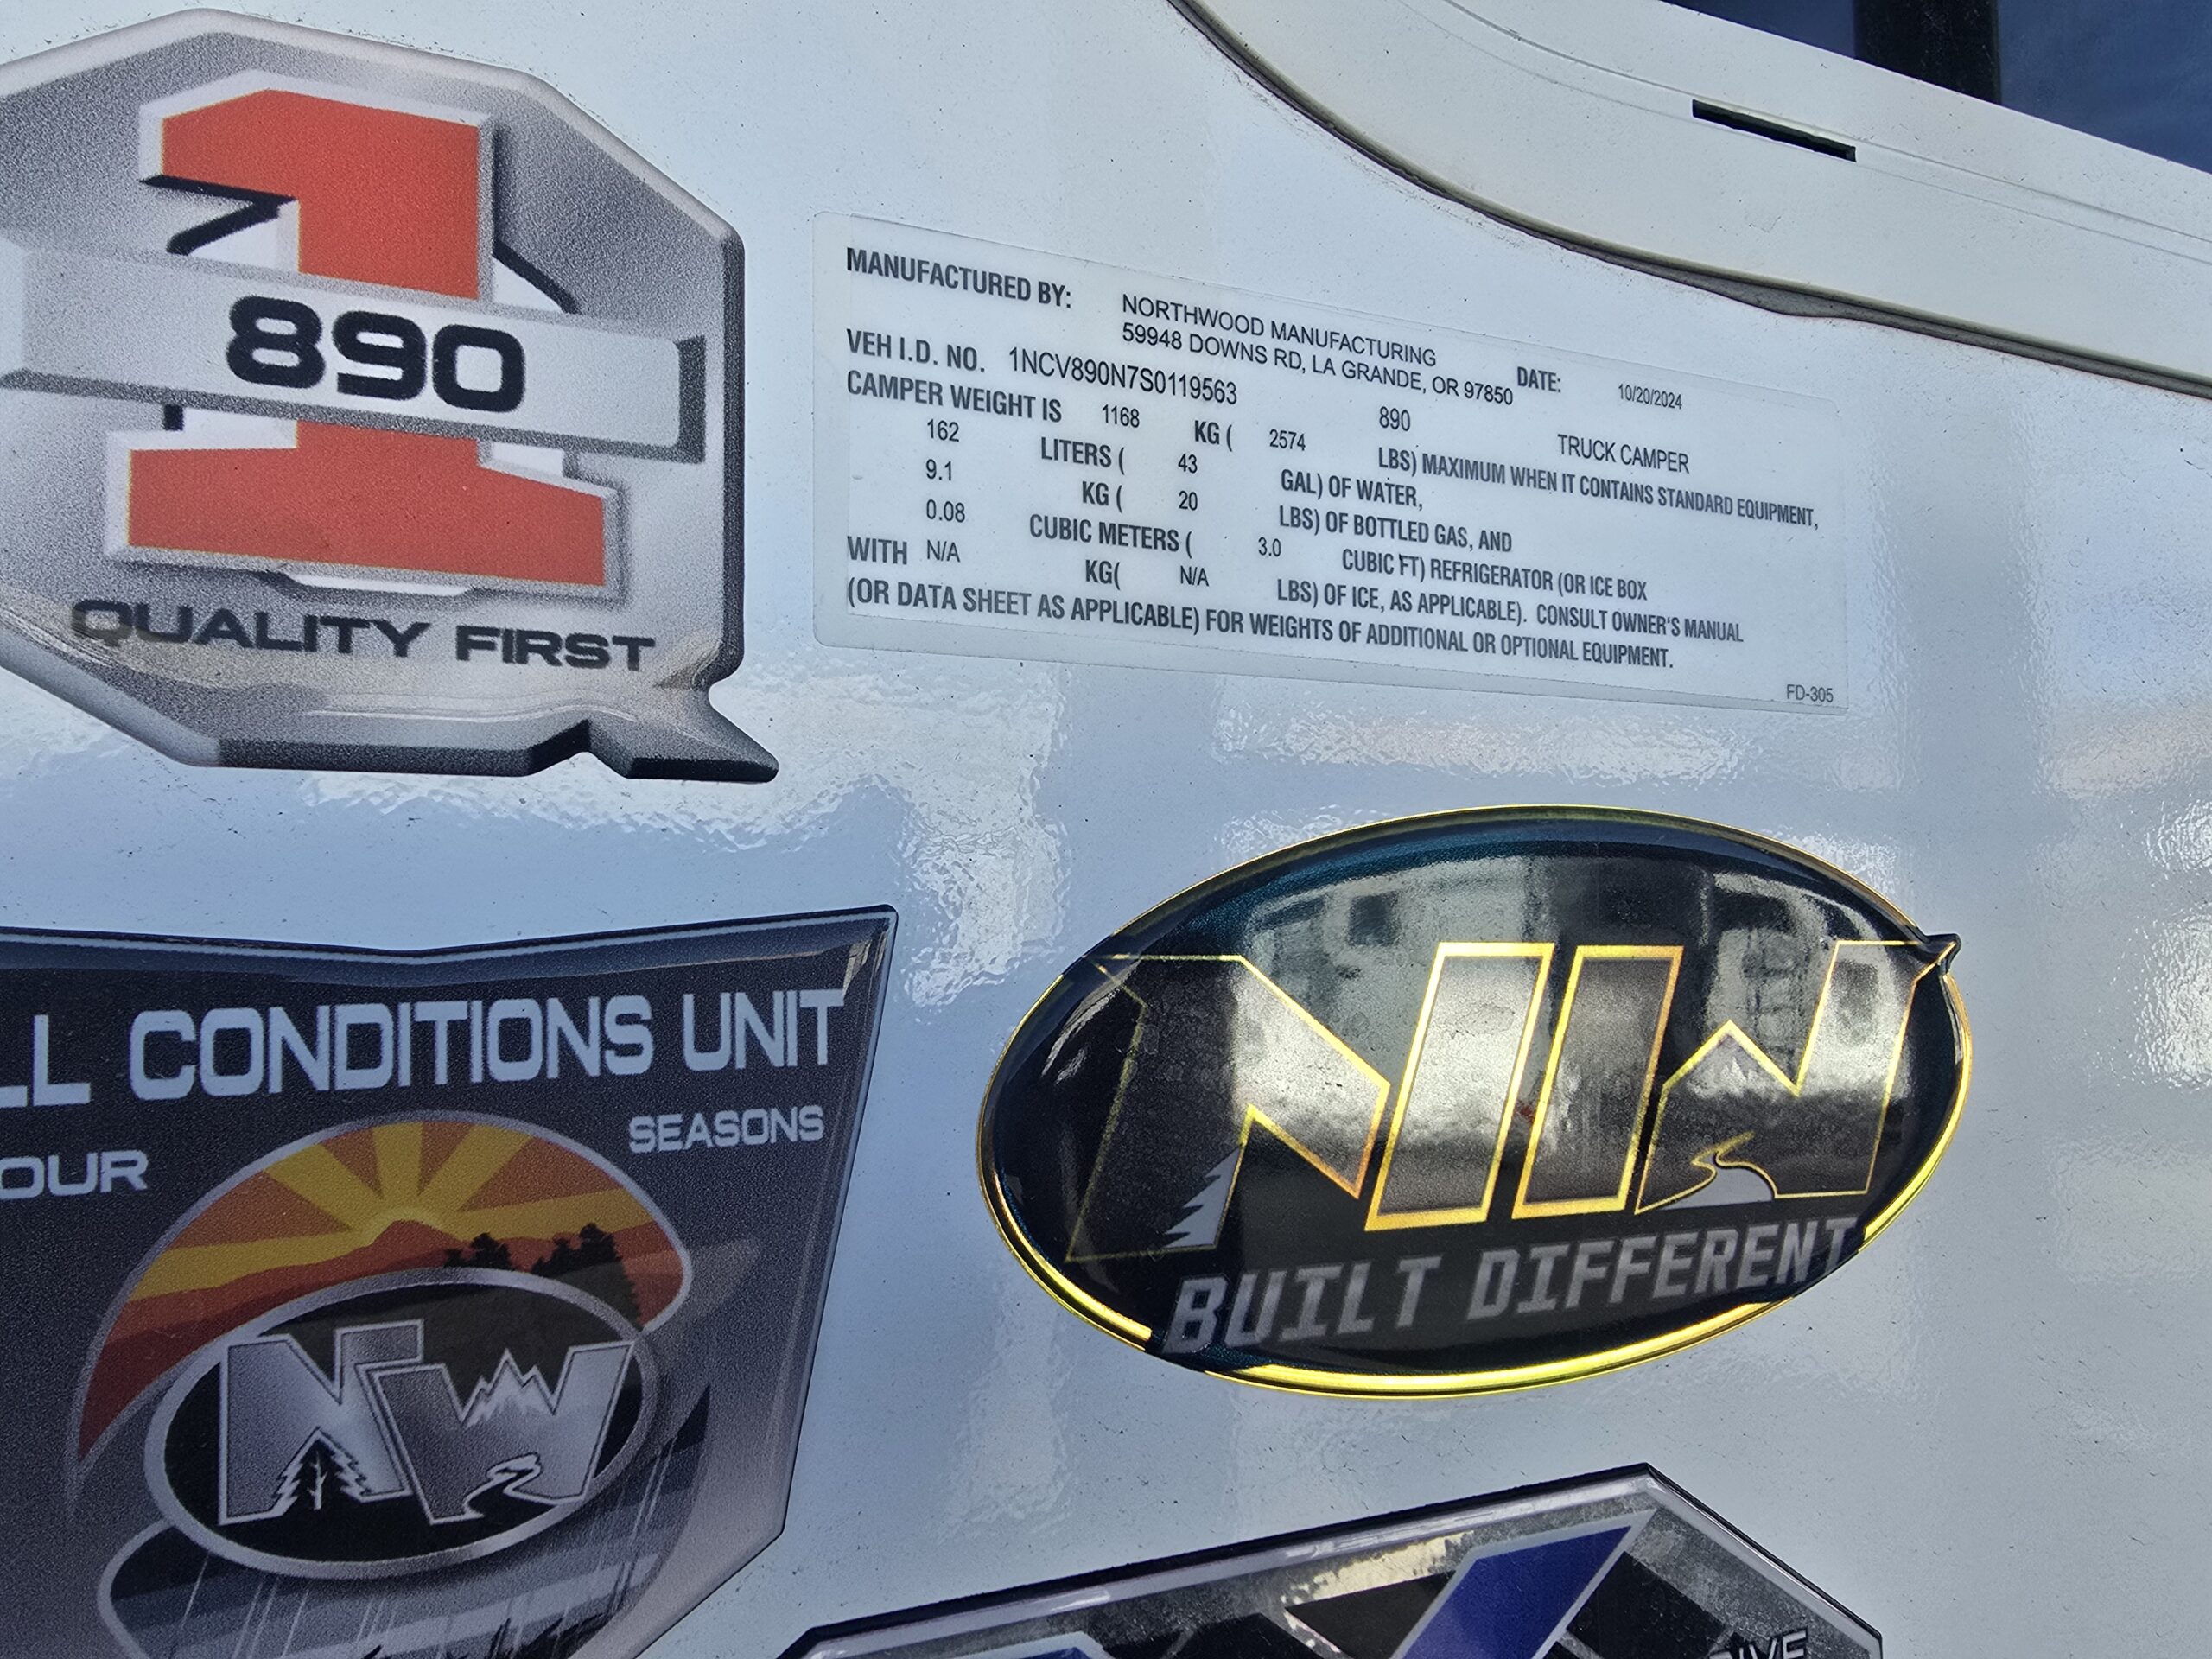 890
QUALITY FIRST
MANUFACTURED BY: NORTHWOOD MANUFACTURING
59948 DOWNS RD, LA GRANDE, OR 97850 DATE: 10/20/2024
VEH I.D. NO. 1NCV890N7S0119563 890 TRUCK CAMPER
CAMPER WEIGHT IS 1168 KG ( 2574 LBS) MAXIMUM WHEN IT CONTAINS STANDARD EQUIPMENT,
162 LITERS ( 43 GAL) OF WATER,
9.1 KG ( 20 LBS) OF BOTTLED GAS, AND
0.08 CUBIC METERS ( 3.0 CUBIC FT) REFRIGERATOR (OR ICE BOX
WITH N/A KG( N/A LBS) OF ICE, AS APPLICABLE). CONSULT OWNER'S MANUAL
(OR DATA SHEET AS APPLICABLE) FOR WEIGHTS OF ADDITIONAL OR OPTIONAL EQUIPMENT.
FD-305
LL CONDITIONS UNIT
OUR SEASONS
NW
NW
BUILT DIFFERENT